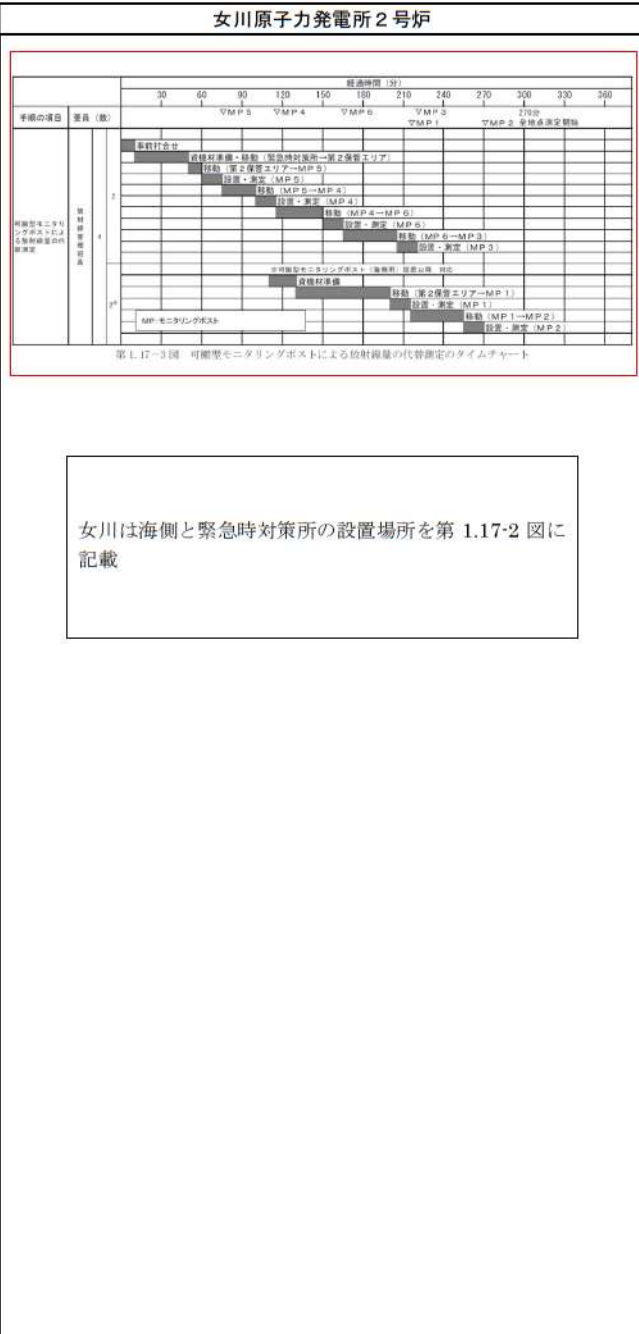 女川原子力発電所２号炉
経過時間（分）
30 60 90 120 150 180 210 240 270 300 330 360
手順の項目 要員（数）
▽ＭＰ５ ▽ＭＰ４ ▽ＭＰ６ ▽ＭＰ３ 270分
▽ＭＰ１ ▽ＭＰ２ 全地点測定開始
事前打合せ
資機材準備・移動（緊急時対策所→第２保管エリア）
移動（第２保管エリア→ＭＰ５）
設置・測定（ＭＰ５）
2
移動（ＭＰ５→ＭＰ４）
設置・測定（ＭＰ４）
移動（ＭＰ４→ＭＰ６）
設置・測定（ＭＰ６）
移動（ＭＰ６→ＭＰ３）
設置・測定（ＭＰ３）
可搬型モニタリ
ングポストによ
る放射線量の代
替測定
4
資機材準備
移動（第２保管エリア→ＭＰ１）
2※
設置・測定（ＭＰ１）
移動（ＭＰ１→ＭＰ２）
設置・測定（ＭＰ２）
MP:モニタリングポスト
第1.17－3図　可搬型モニタリングポストによる放射線量の代替測定のタイムチャート
女川は海側と緊急時対策所の設置場所を第 1.17-2 図に
記載